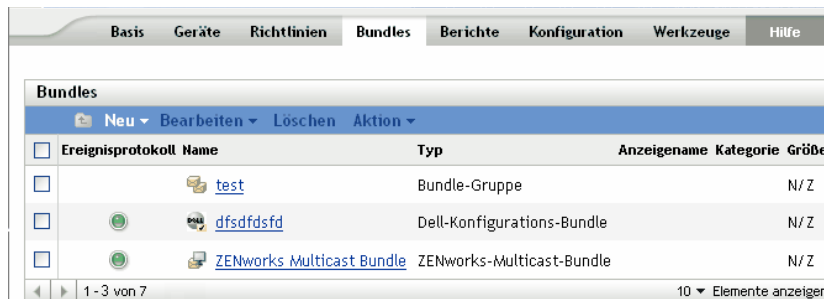 Basis Geräte Richtlinien Bundles Berichte Konfiguration Werkzeuge Hilfe
Bundles
Neu Bearbeiten Löschen Aktion
Ereignisprotokoll Name Typ Anzeigename Kategorie Größe
test Bundle-Gruppe N/Z
DELL dfsdfdsfd Dell-Konfigurations-Bundle N/Z
ZENworks Multicast Bundle ZENworks-Multicast-Bundle N/Z
1 - 3 von 7 10 Elemente anzeigen